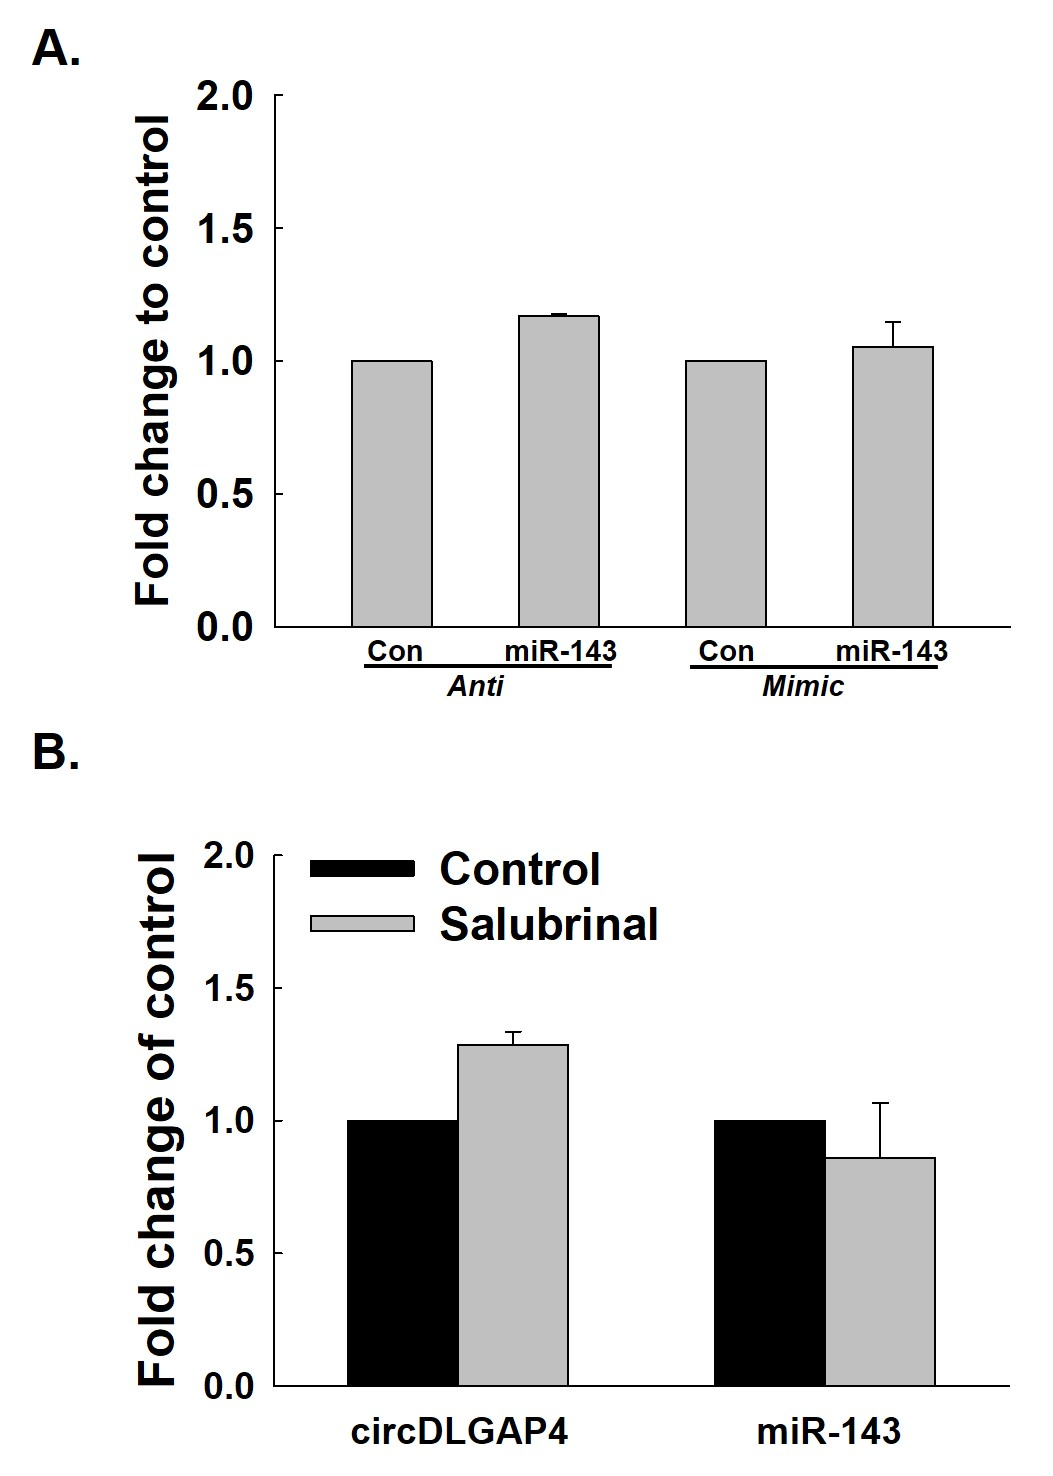 A.
Fold change to control
2.0
1.5
1.0
0.5
0.0
Con miR-143 Con miR-143
Anti Mimic
B.
Fold change of control
2.0
1.5
1.0
0.5
0.0
Control
Salubrinal
circDLGAP4 miR-143